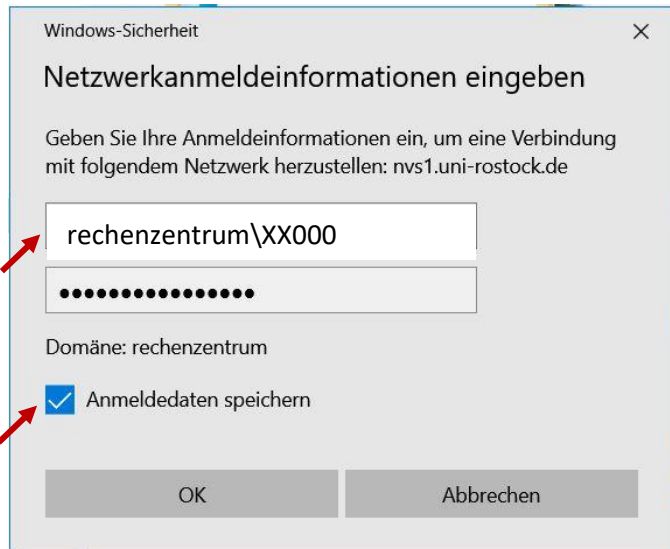 Windows-Sicherheit
Netzwerkanmeldeinformationen eingeben
Geben Sie Ihre Anmeldeinformationen ein, um eine Verbindung
mit folgendem Netzwerk herzustellen: nvs1.uni-rostock.de
rechenzentrum\XX000
••••••••••••••••
Domäne: rechenzentrum
Anmeldedaten speichern
OK
Abbrechen